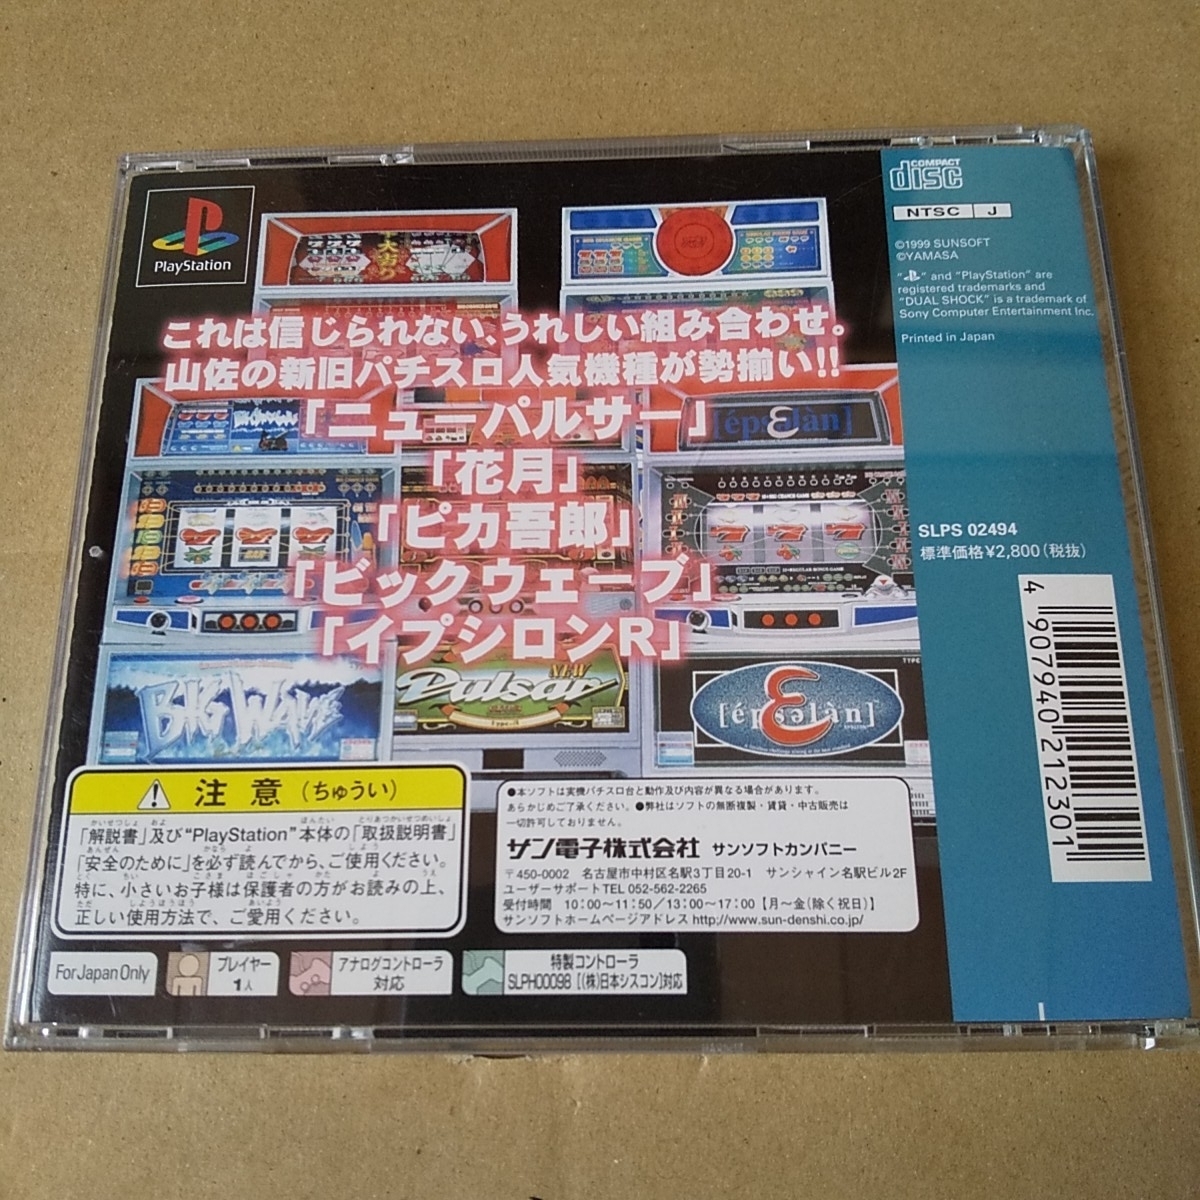 PlayStation
これは信じられない、うれしい組み合わせ。
山佐の新旧パチスロ人気機種が勢揃い!!
「ニューパルサー」
「花月」
「ピカ吾郎」
「ビックウェーブ」
「イプシロンR」
[épsəlàn]
BIG WAVE
NEW
Pulsar
ε
[épsəlàn]
COMPACT
disc
NTSC J
©1999 SUNSOFT
©YAMASA
" " and "PlayStation" are
registered trademarks and
"DUAL SHOCK" is a trademark of
Sony Computer Entertainment Inc.
Printed in Japan
SLPS 02494
標準価格¥2,800(税抜)
4 907940 212301
注意(ちゅうい)
「解説書」及び"PlayStation"本体の「取扱説明書」
「安全のために」を必ず読んでから、ご使用ください。
特に、小さいお子様は保護者の方がお読みの上、
正しい使用方法で、ご愛用ください。
●本ソフトは実機パチスロ台と動作及び内容が異なる場合があります。
あらかじめご了承ください。●弊社はソフトの無断複製・賃貸・中古販売は
一切許可しておりません。
サン電子株式会社 サンソフトカンパニー
〒450-0002 名古屋市中村区名駅3丁目20-1 サンシャイン名駅ビル2F
ユーザーサポートTEL 052-562-2265
受付時間 10:00~11:50/13:00~17:00【月~金(除く祝日)】
サンソフトホームページアドレス http://www.sun-denshi.co.jp/
For Japan Only
プレイヤー
1人
アナログコントローラ
対応
特製コントローラ
SLPH00098[(株)日本シスコン]対応